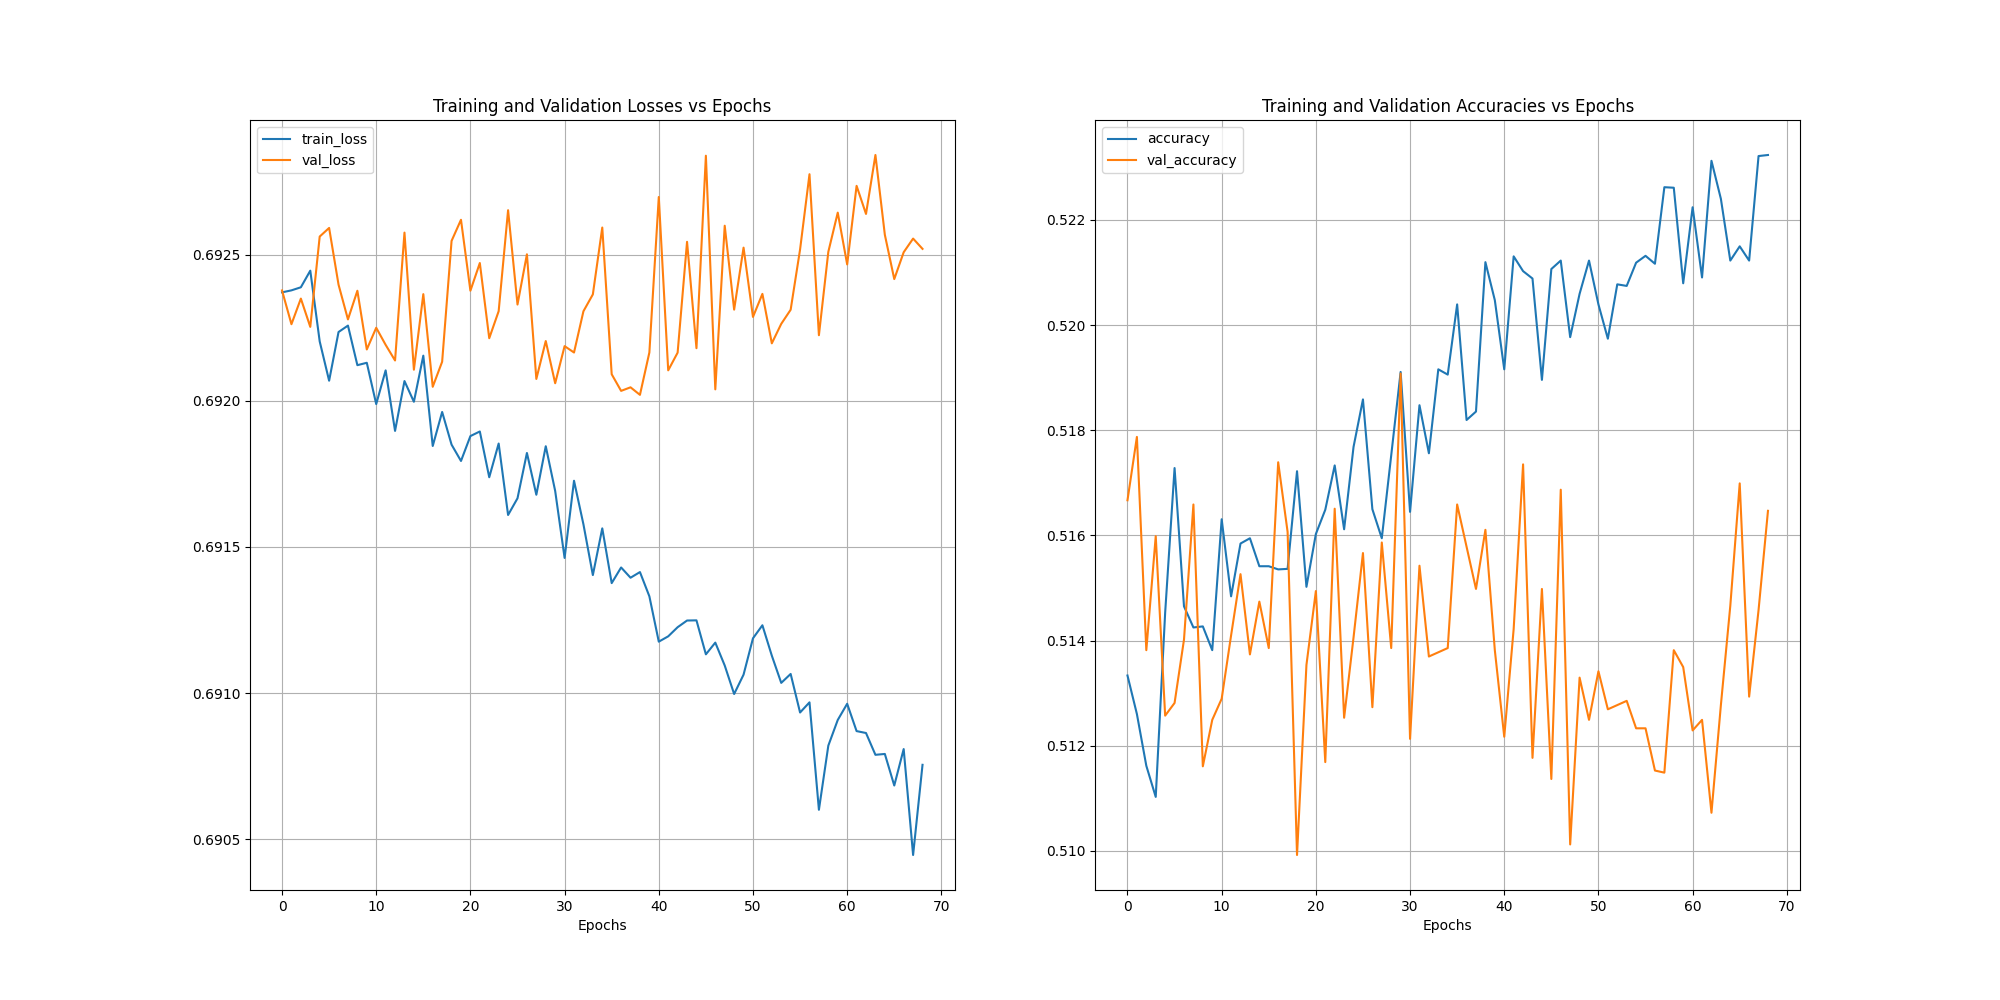 Training and Validation Losses vs Epochs
train_loss
val_loss
0.6925
0.6920
0.6915
0.6910
0.6905
0 10 20 30 40 50 60 70
Epochs
Training and Validation Accuracies vs Epochs
accuracy
val_accuracy
0.522
0.520
0.518
0.516
0.514
0.512
0.510
0 10 20 30 40 50 60 70
Epochs